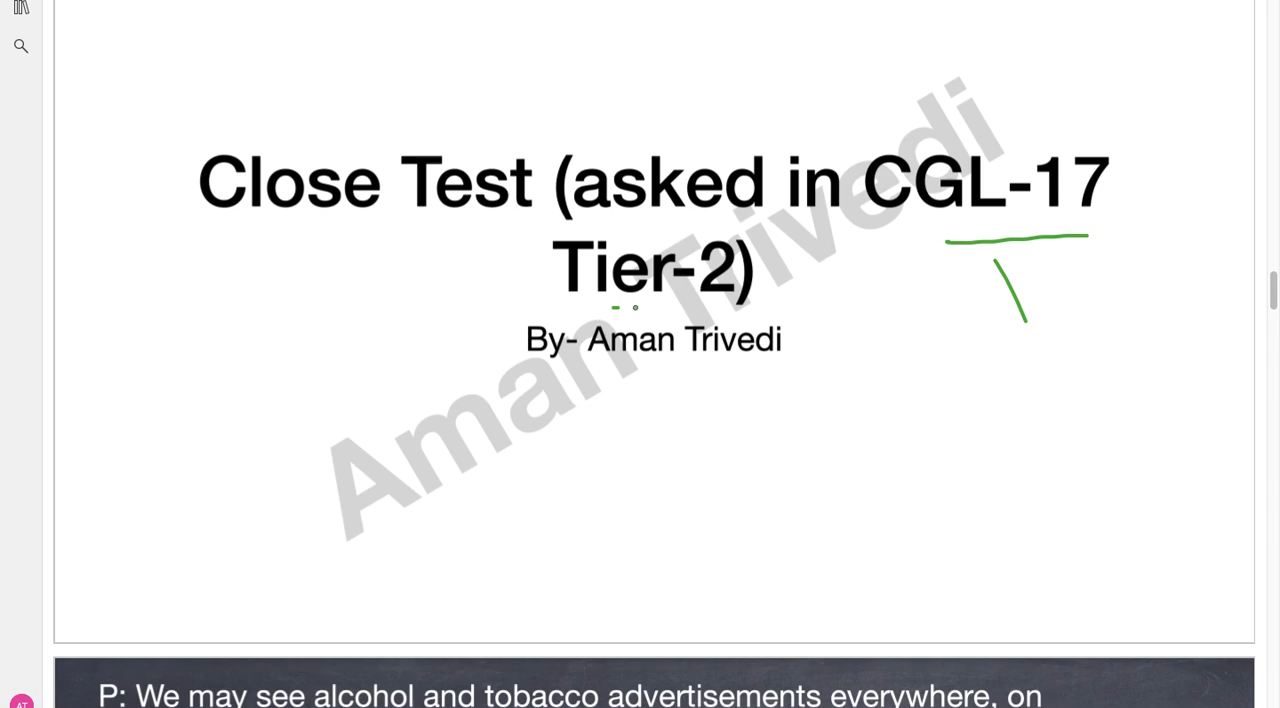 Close Test (asked in CGL-17
Tier-2)
By- Aman Trivedi
Aman Trivedi
AT
P: We may see alcohol and tobacco advertisements everywhere, on